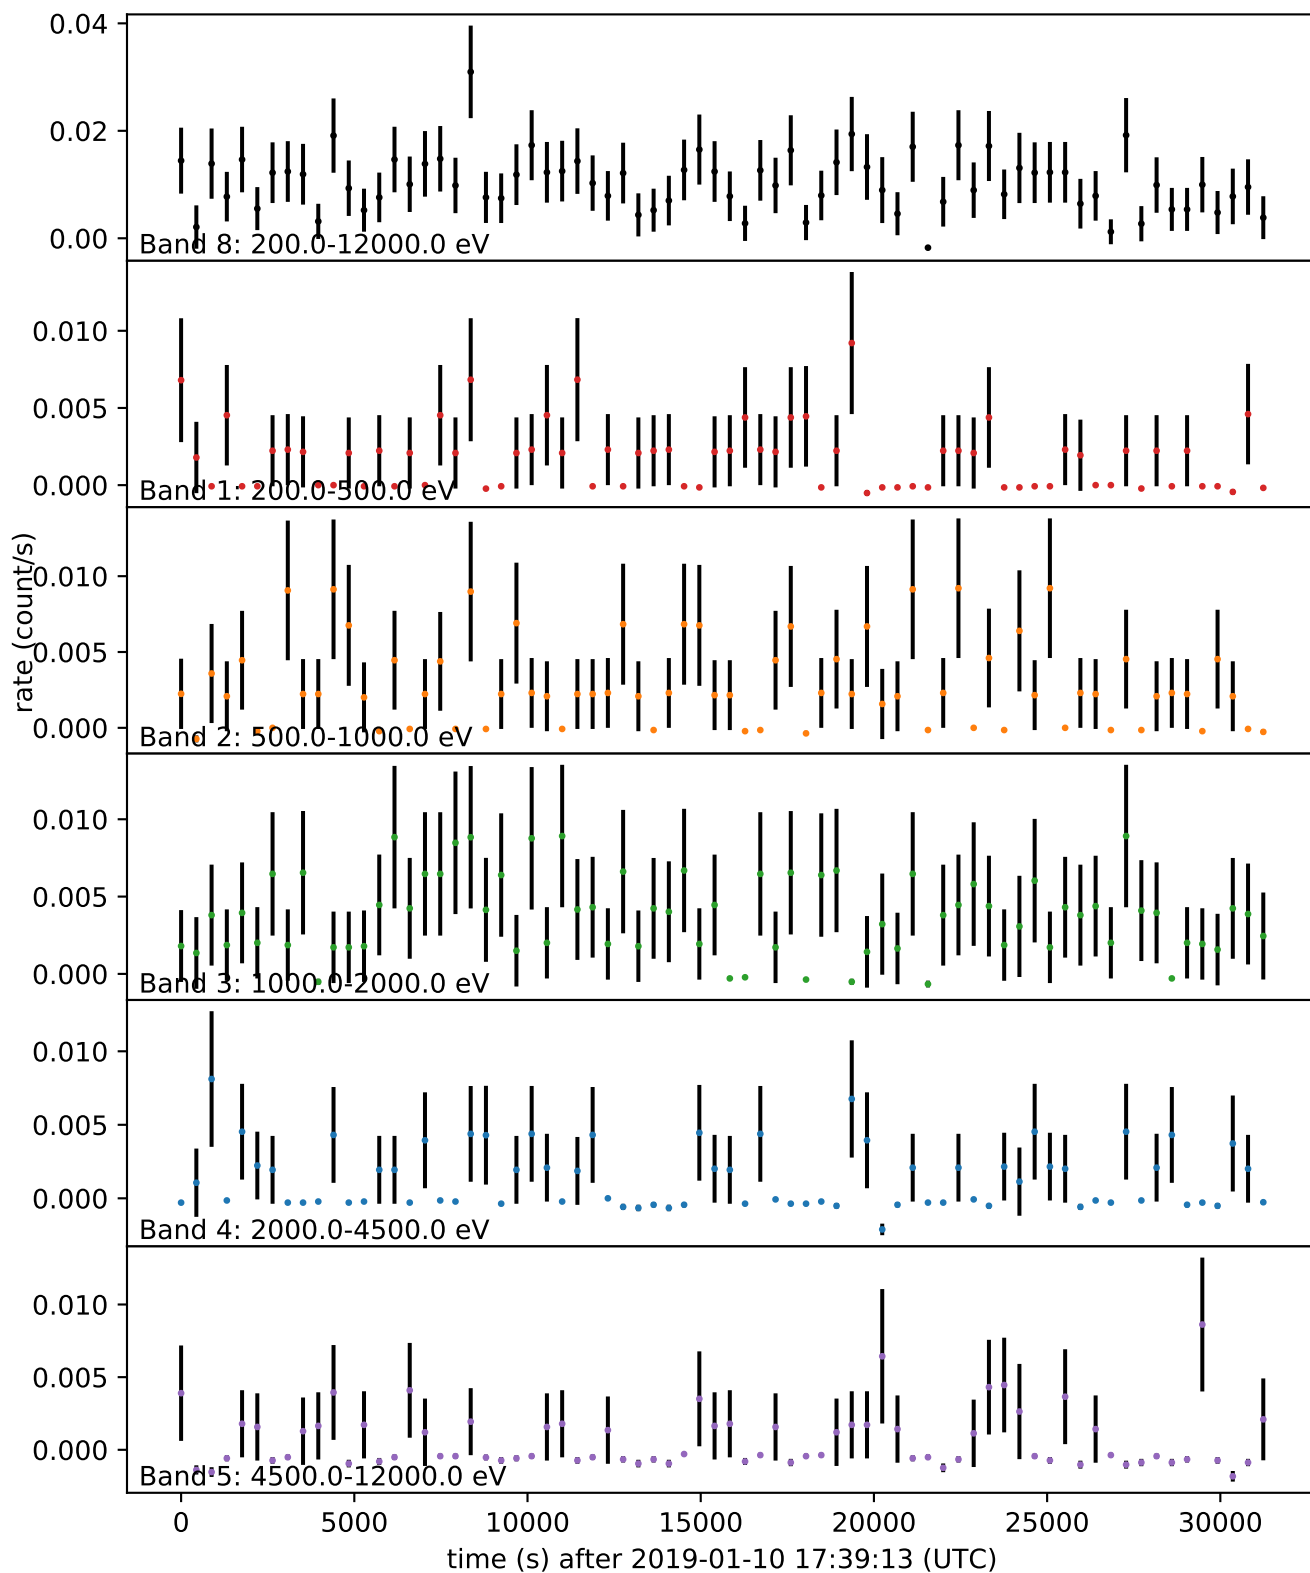 0.04
0.02
0.00
Band 8: 200.0-12000.0 eV
0.010
0.005
0.000
Band 1: 200.0-500.0 eV
rate (count/s)
0.010
0.005
0.000
Band 2: 500.0-1000.0 eV
0.010
0.005
0.000
Band 3: 1000.0-2000.0 eV
0.010
0.005
0.000
Band 4: 2000.0-4500.0 eV
0.010
0.005
0.000
Band 5: 4500.0-12000.0 eV
0 5000 10000 15000 20000 25000 30000
time (s) after 2019-01-10 17:39:13 (UTC)